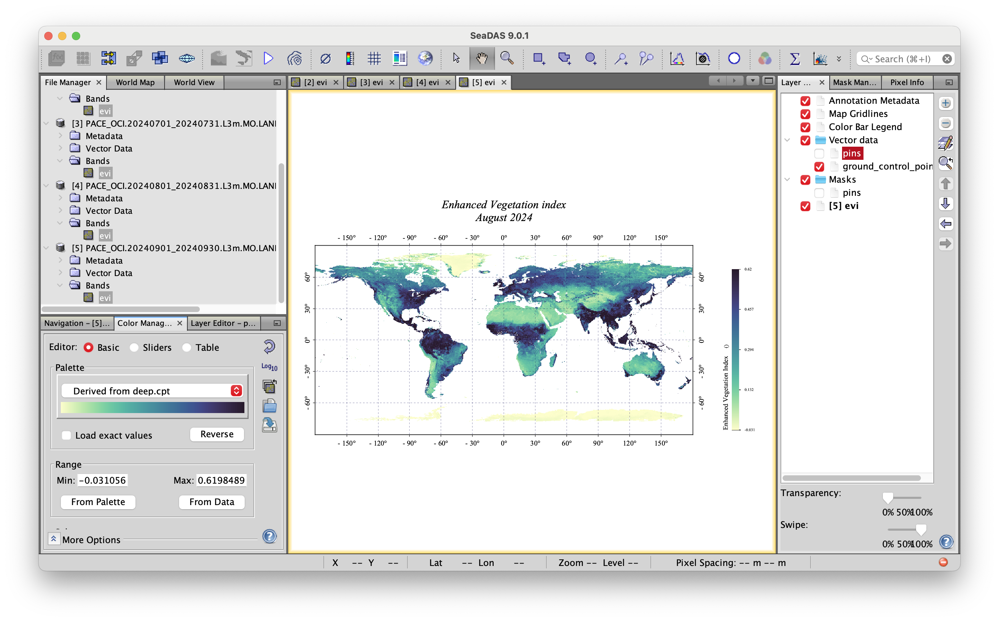 SeaDAS 9.0.1
Search (⌘+I)
File Manager
World Map
World View
[2] evi
[3] evi
[4] evi
[5] evi
Layer ...
Mask Man...
Pixel Info
Bands
evi
[3] PACE_OCI.20240701_20240731.L3m.MO.LAN
Metadata
Vector Data
Bands
evi
[4] PACE_OCI.20240801_20240831.L3m.MO.LAN
Metadata
Vector Data
Bands
evi
[5] PACE_OCI.20240901_20240930.L3m.MO.LAN
Metadata
Vector Data
Bands
evi
Navigation – [5]...
Color Manag...
Layer Editor – p...
Editor: Basic Sliders Table
Palette
Log10
Derived from deep.cpt
Load exact values
Reverse
Range
Min: −0.031056 Max: 0.6198489
From Palette
From Data
More Options
Enhanced Vegetation index
August 2024
- 150° - 120° - 90° - 60° - 30° 0° 30° 60° 90° 120° 150°
60° 60°
30° 30°
0° 0°
- 30° - 30°
- 60° - 60°
- 150° - 120° - 90° - 60° - 30° 0° 30° 60° 90° 120° 150°
0.62
0.457
0.294
0.132
-0.031
Enhanced Vegetation Index ()
Annotation Metadata
Map Gridlines
Color Bar Legend
Vector data
pins
ground_control_poin
Masks
pins
[5] evi
Transparency:
0% 50% 100%
Swipe:
0% 50% 100%
X -- Y --
Lat -- Lon --
Zoom -- Level --
Pixel Spacing: -- m -- m